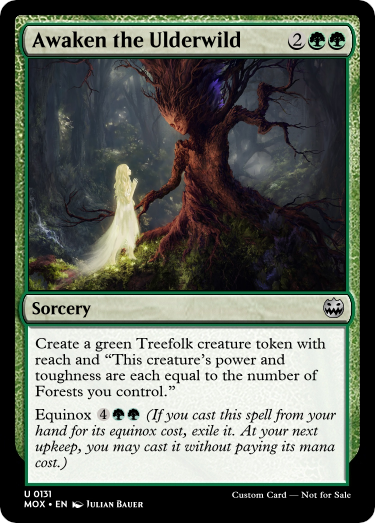 Awaken the Ulderwild 2
Sorcery
Create a green Treefolk creature token with
reach and “This creature’s power and
toughness are each equal to the number of
Forests you control.”
Equinox 4 (If you cast this spell from your
hand for its equinox cost, exile it. At your next
upkeep, you may cast it without paying its mana
cost.)
U 0131
MOX • EN Julian Bauer
Custom Card — Not for Sale